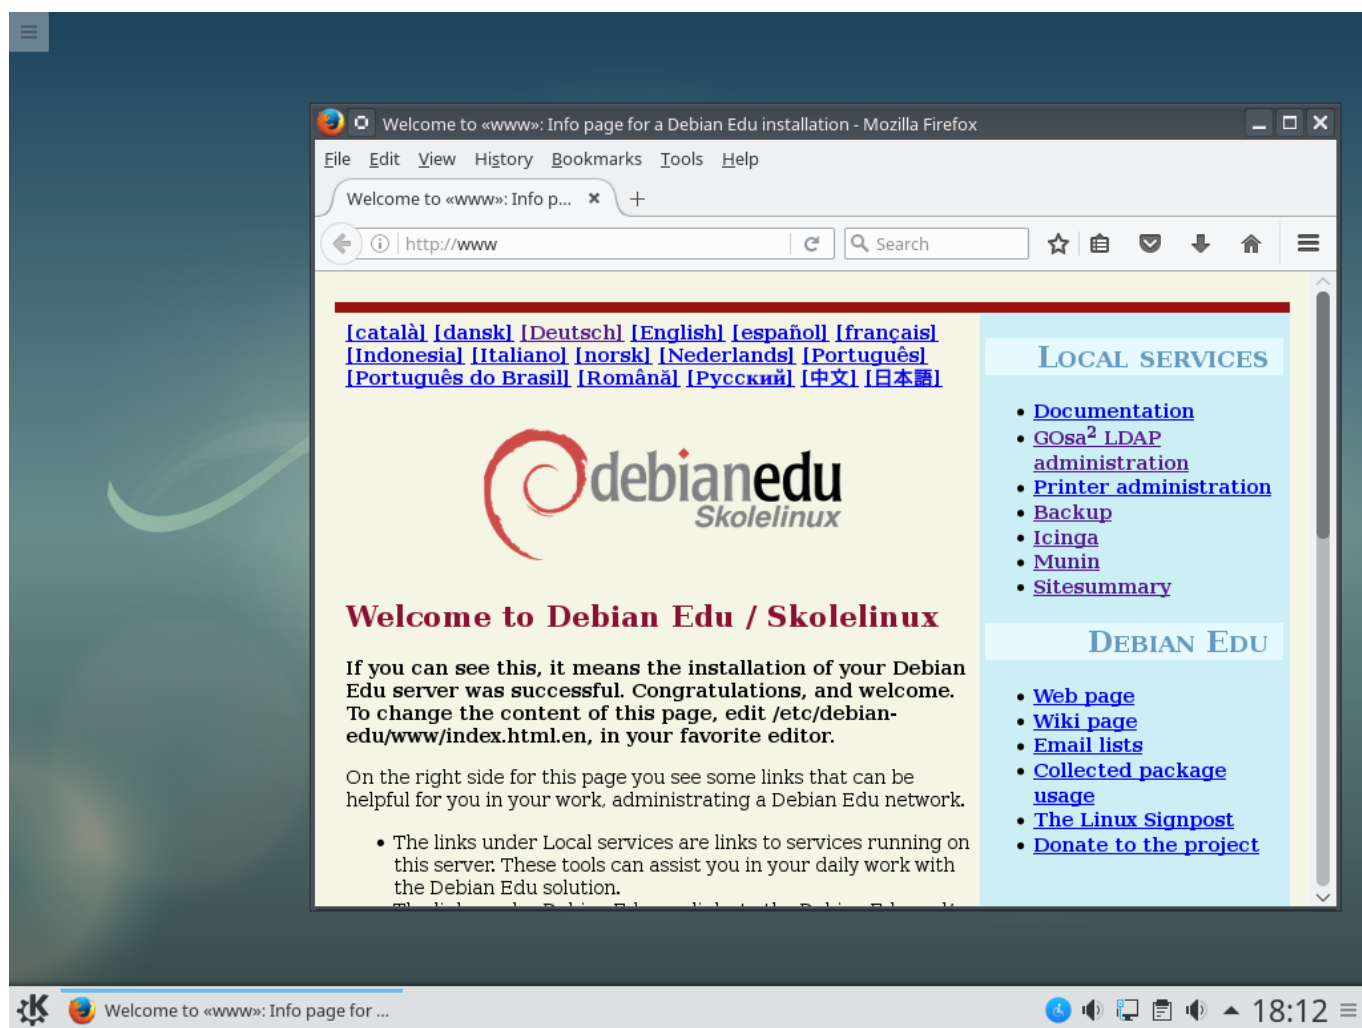 Welcome to «www»: Info page for a Debian Edu installation - Mozilla Firefox
File Edit View History Bookmarks Tools Help
Welcome to «www»: Info p...
http://www
Search
[català] [dansk] [Deutsch] [English] [español] [français]
[Indonesia] [Italiano] [norsk] [Nederlands] [Português]
[Português do Brasil] [Română] [Русский] [中文] [日本語]
debianedu
Skolelinux
Welcome to Debian Edu / Skolelinux
If you can see this, it means the installation of your Debian
Edu server was successful. Congratulations, and welcome.
To change the content of this page, edit /etc/debian-
edu/www/index.html.en, in your favorite editor.
On the right side for this page you see some links that can be
helpful for you in your work, administrating a Debian Edu network.
The links under Local services are links to services running on
this server. These tools can assist you in your daily work with
the Debian Edu solution.
Local services
Documentation
GOsa² LDAP
administration
Printer administration
Backup
Icinga
Munin
Sitesummary
Debian Edu
Web page
Wiki page
Email lists
Collected package
usage
The Linux Signpost
Donate to the project
Welcome to «www»: Info page for ...
18:12